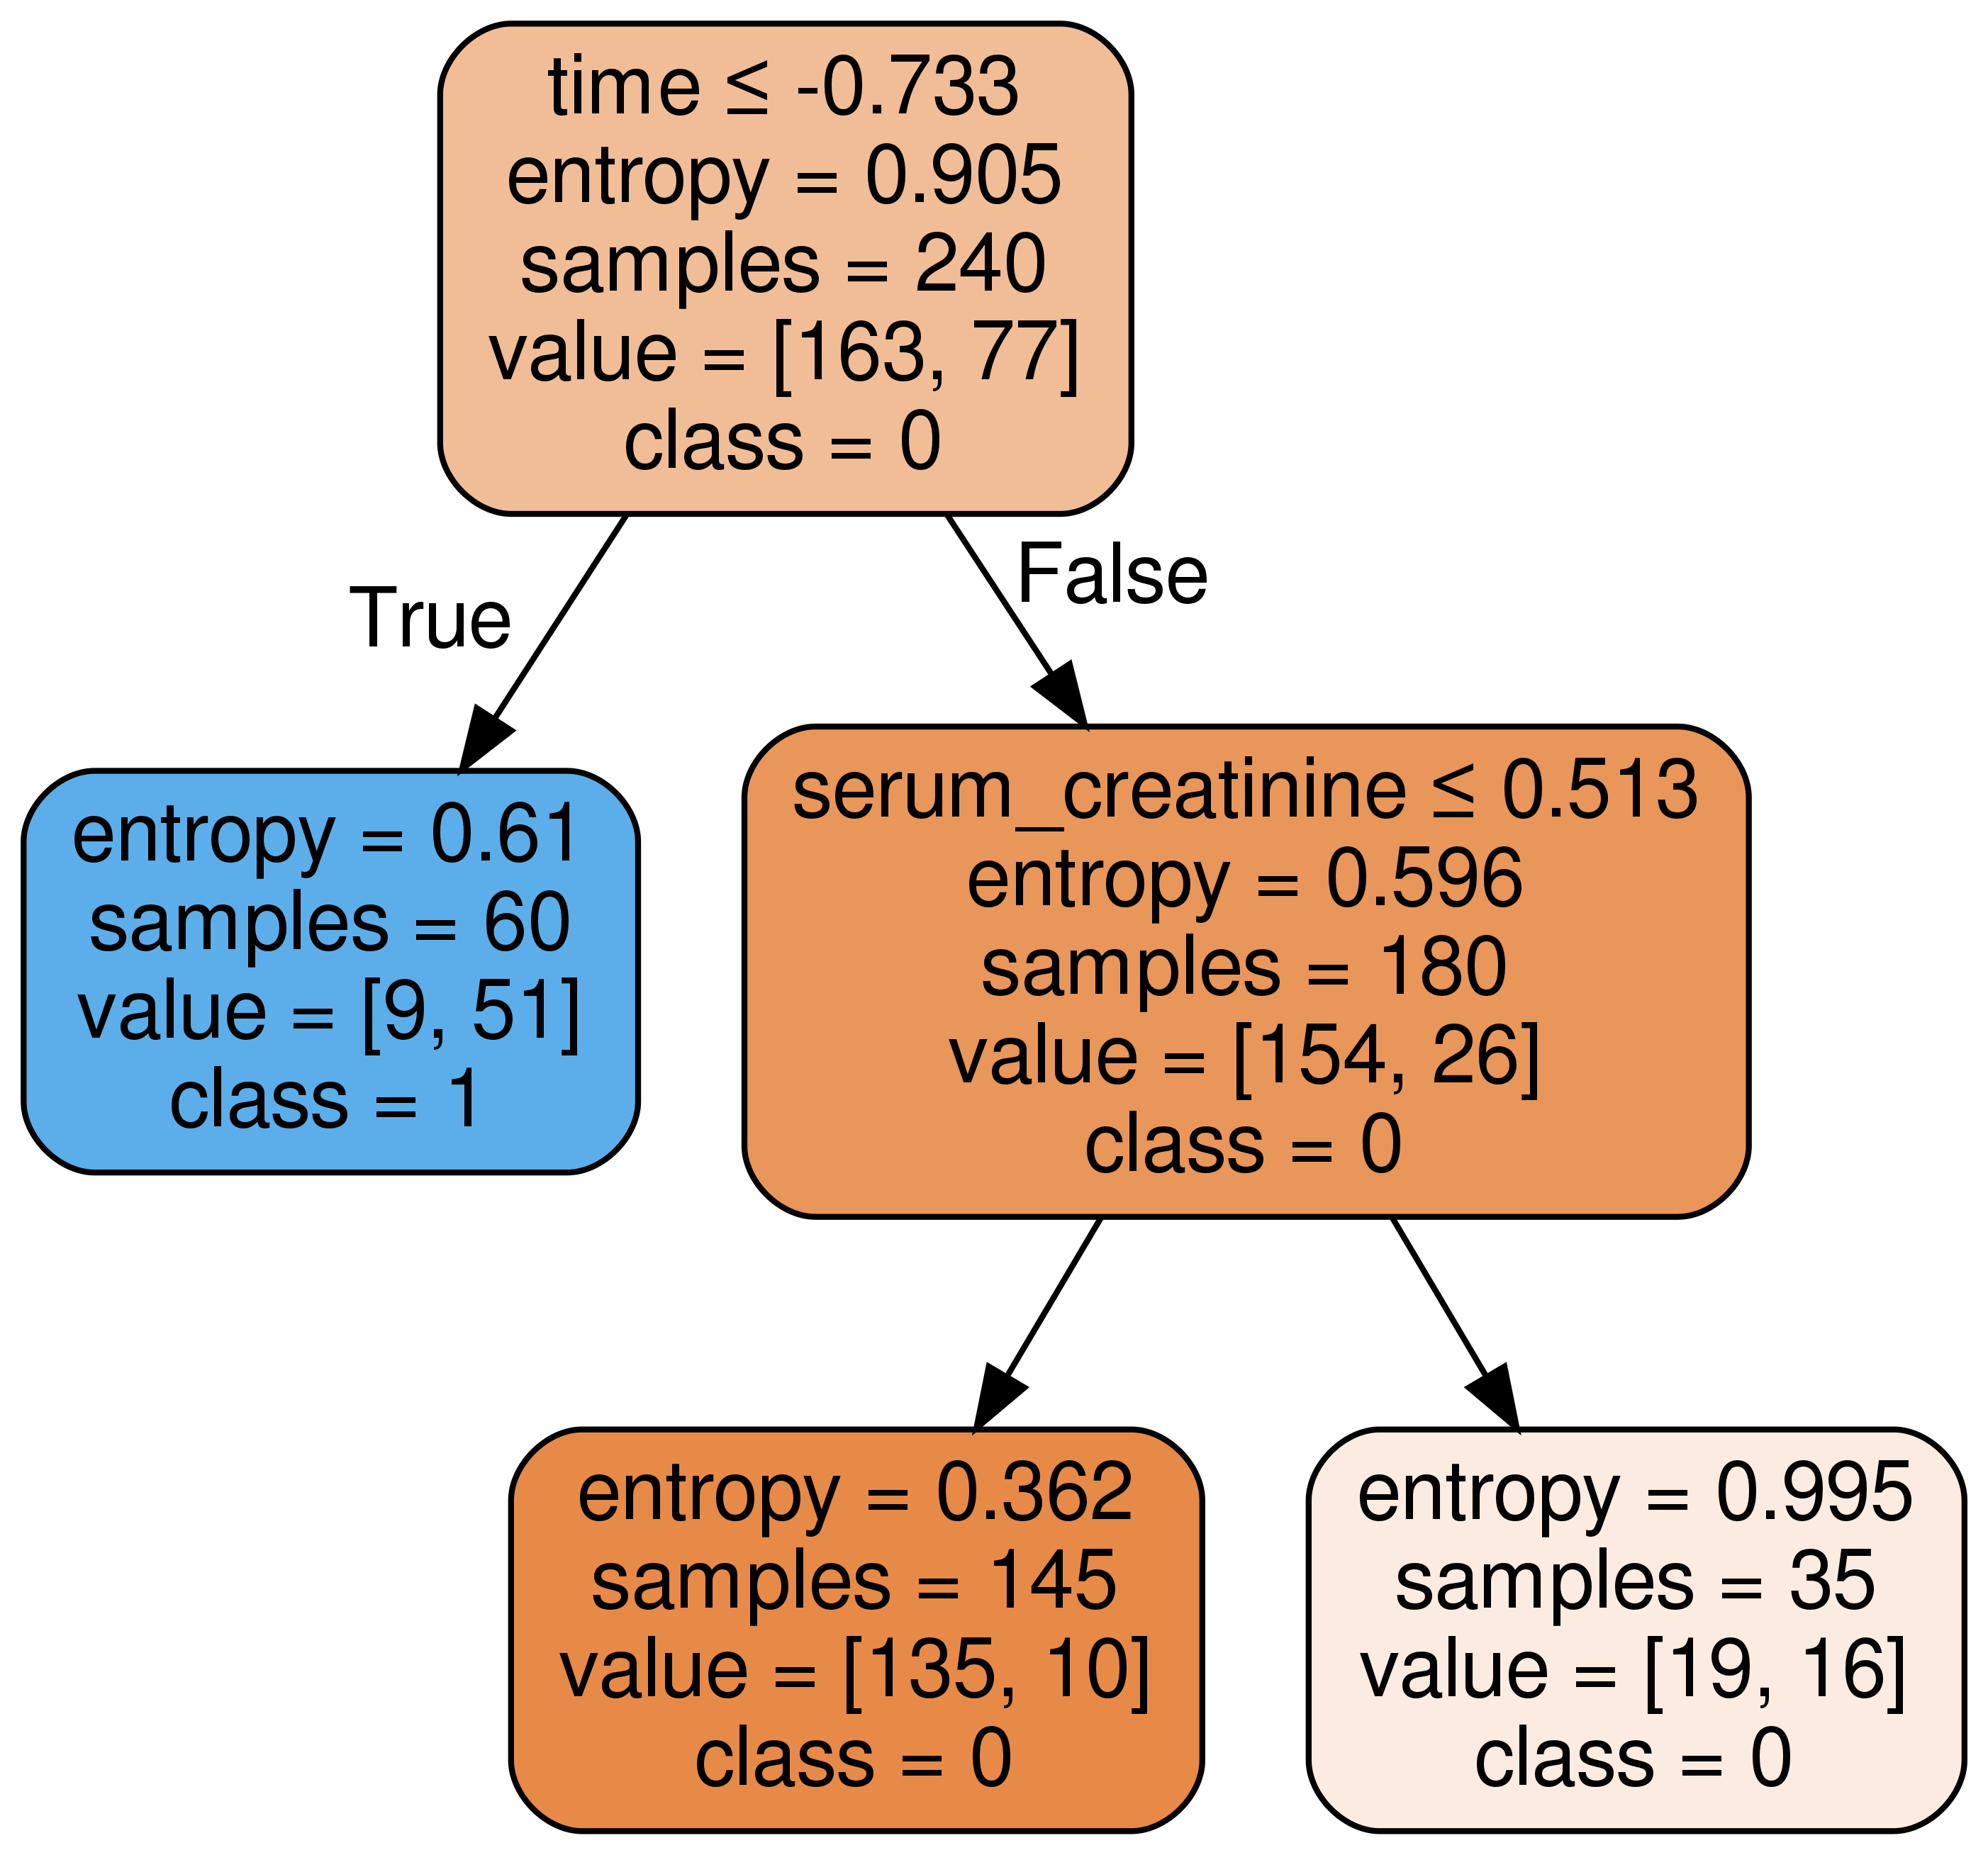 time ≤ -0.733
entropy = 0.905
samples = 240
value = [163, 77]
class = 0
True
False
entropy = 0.61
samples = 60
value = [9, 51]
class = 1
serum_creatinine ≤ 0.513
entropy = 0.596
samples = 180
value = [154, 26]
class = 0
entropy = 0.362
samples = 145
value = [135, 10]
class = 0
entropy = 0.995
samples = 35
value = [19, 16]
class = 0